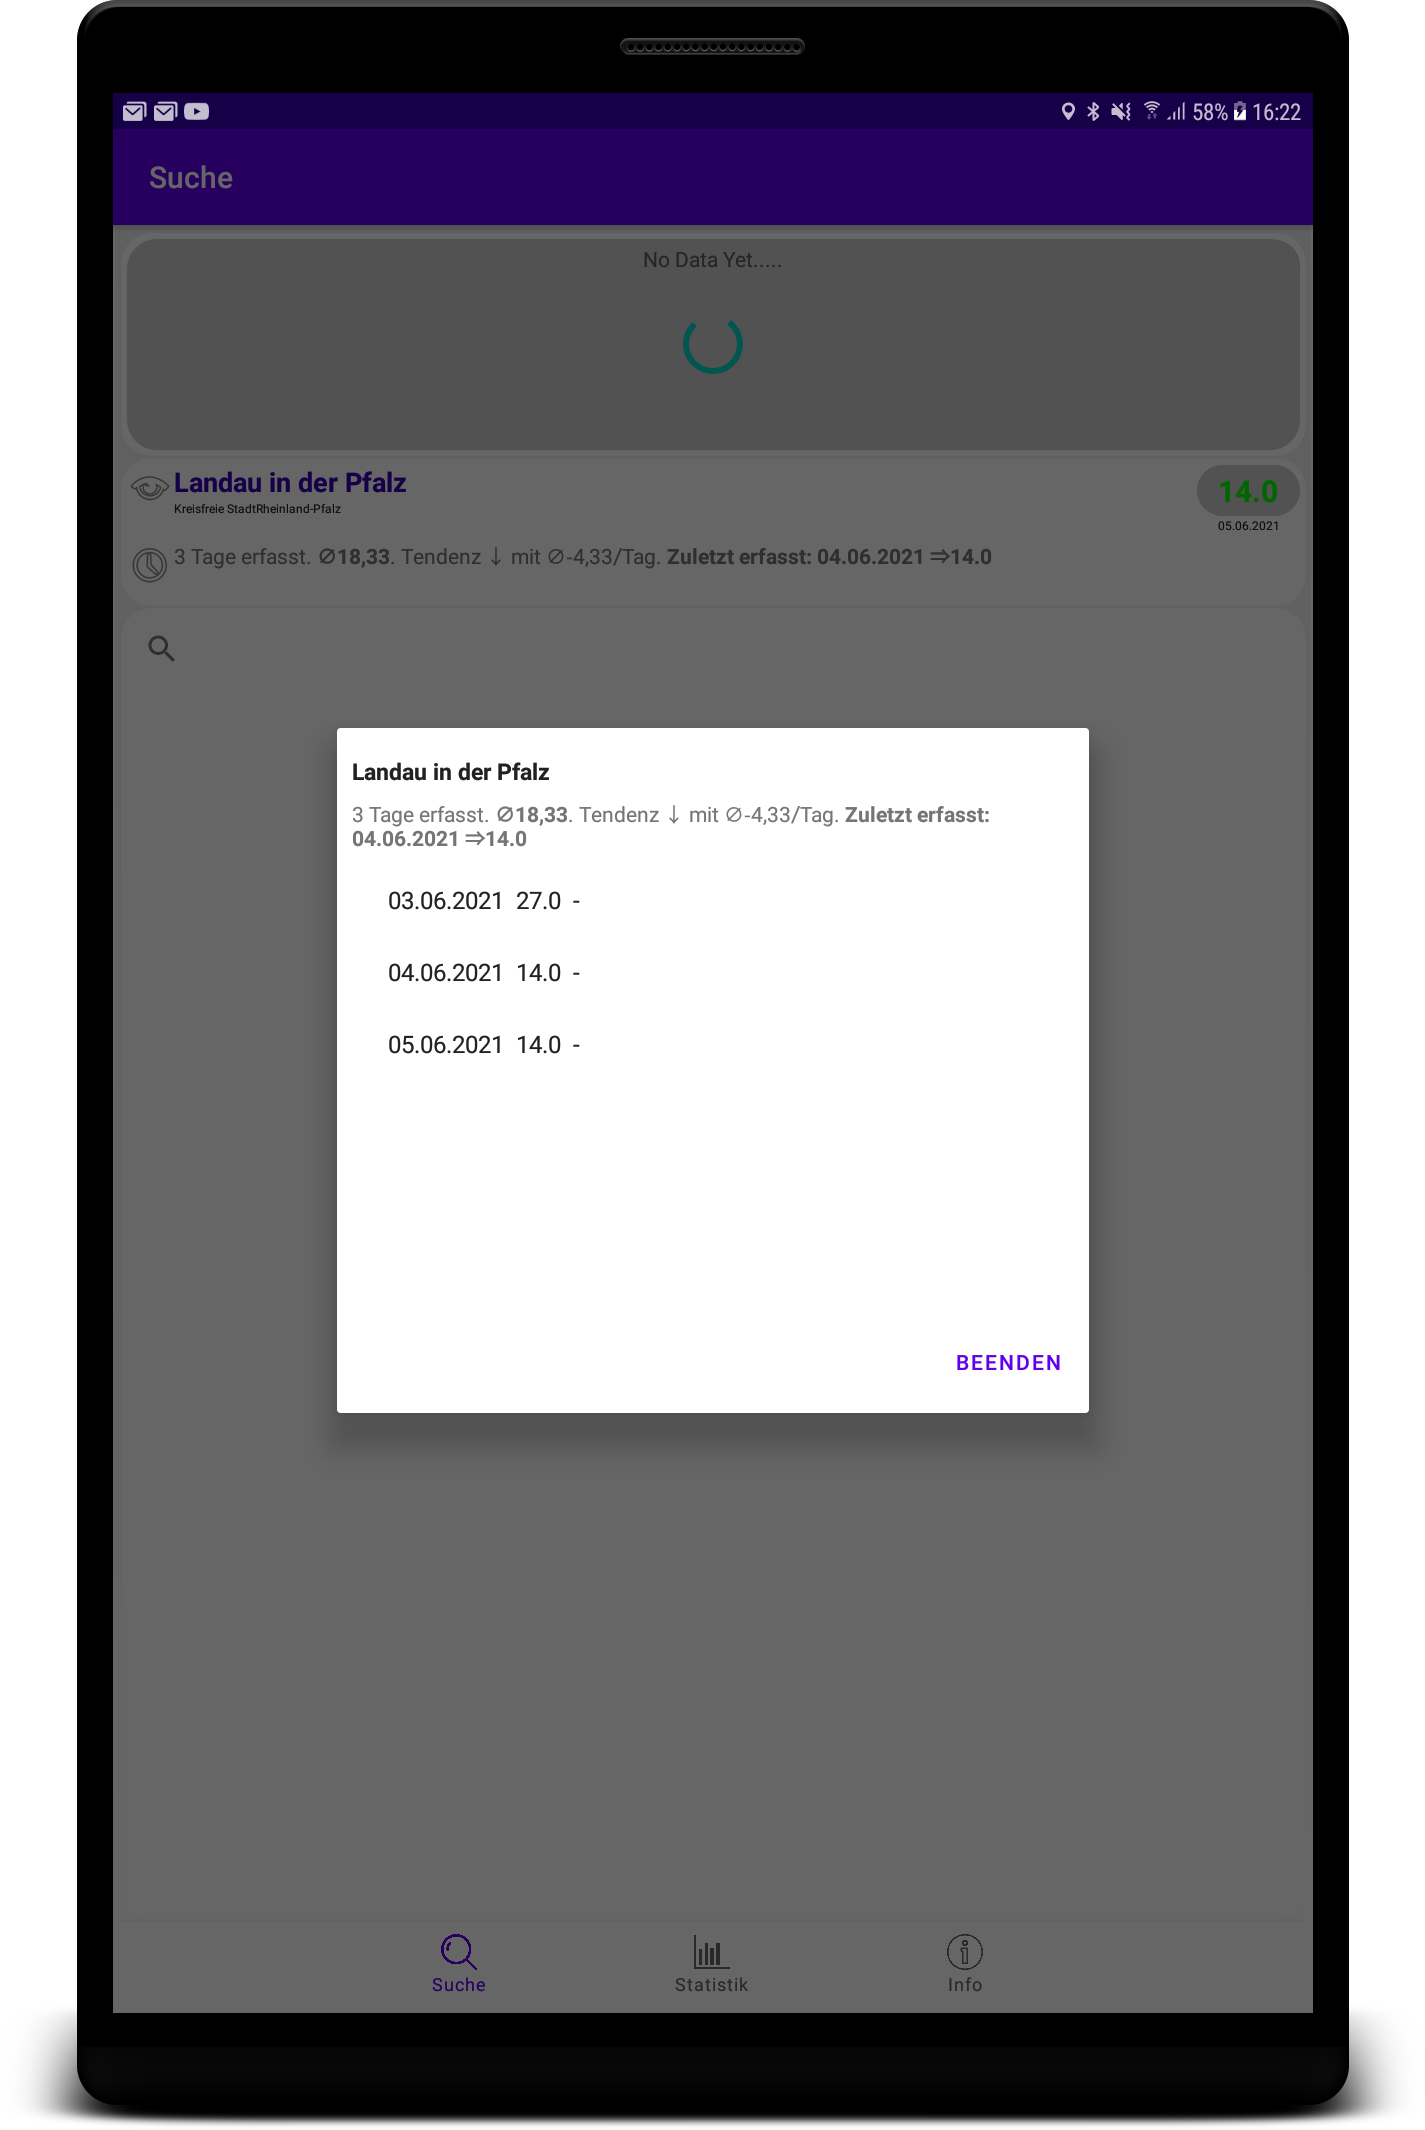 58% 16:22
Suche
No Data Yet.....
Landau in der Pfalz
14.0
Kreisfreie StadtRheinland-Pfalz
05.06.2021
3 Tage erfasst. ∅18,33. Tendenz ↓ mit ∅-4,33/Tag. Zuletzt erfasst: 04.06.2021 ⇒14.0
Landau in der Pfalz
3 Tage erfasst. ∅18,33. Tendenz ↓ mit ∅-4,33/Tag. Zuletzt erfasst:
04.06.2021 ⇒14.0
03.06.2021 27.0 -
04.06.2021 14.0 -
05.06.2021 14.0 -
BEENDEN
Suche
Statistik
Info